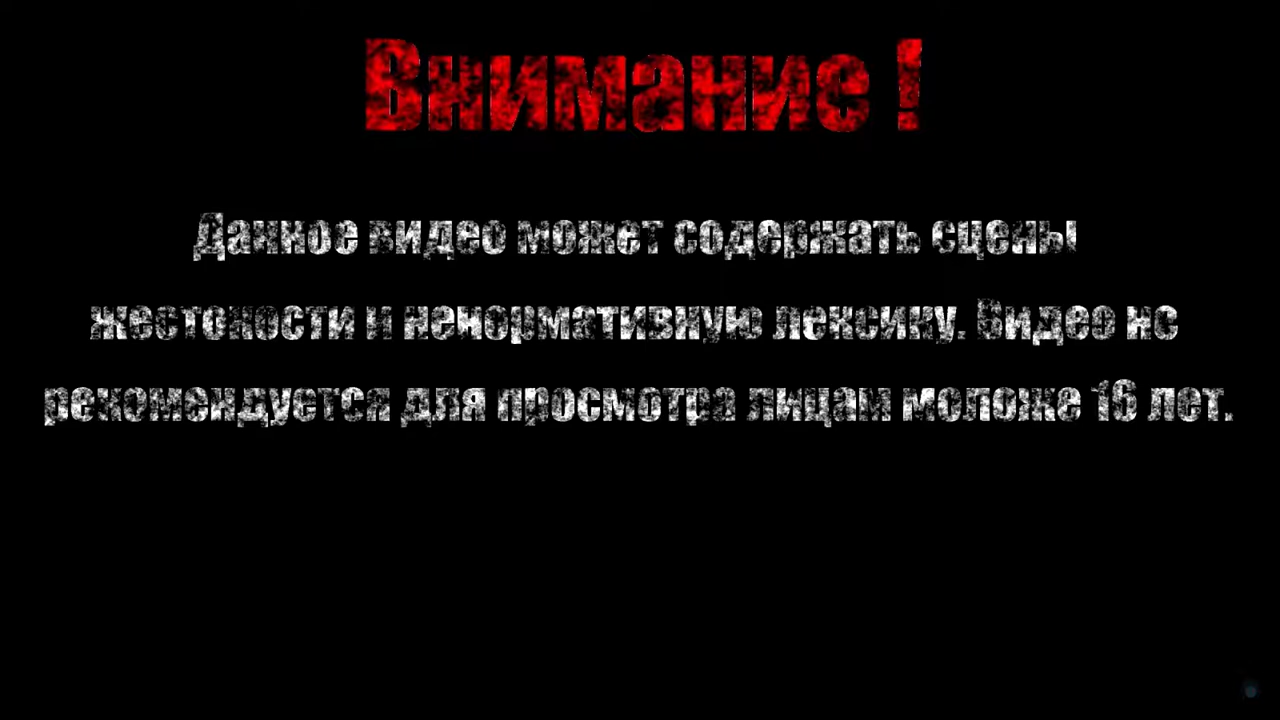 Внимание !
Данное видео может содержать сцены
жестокости и ненормативную лексику. Видео не
рекомендуется для просмотра лицам моложе 16 лет.